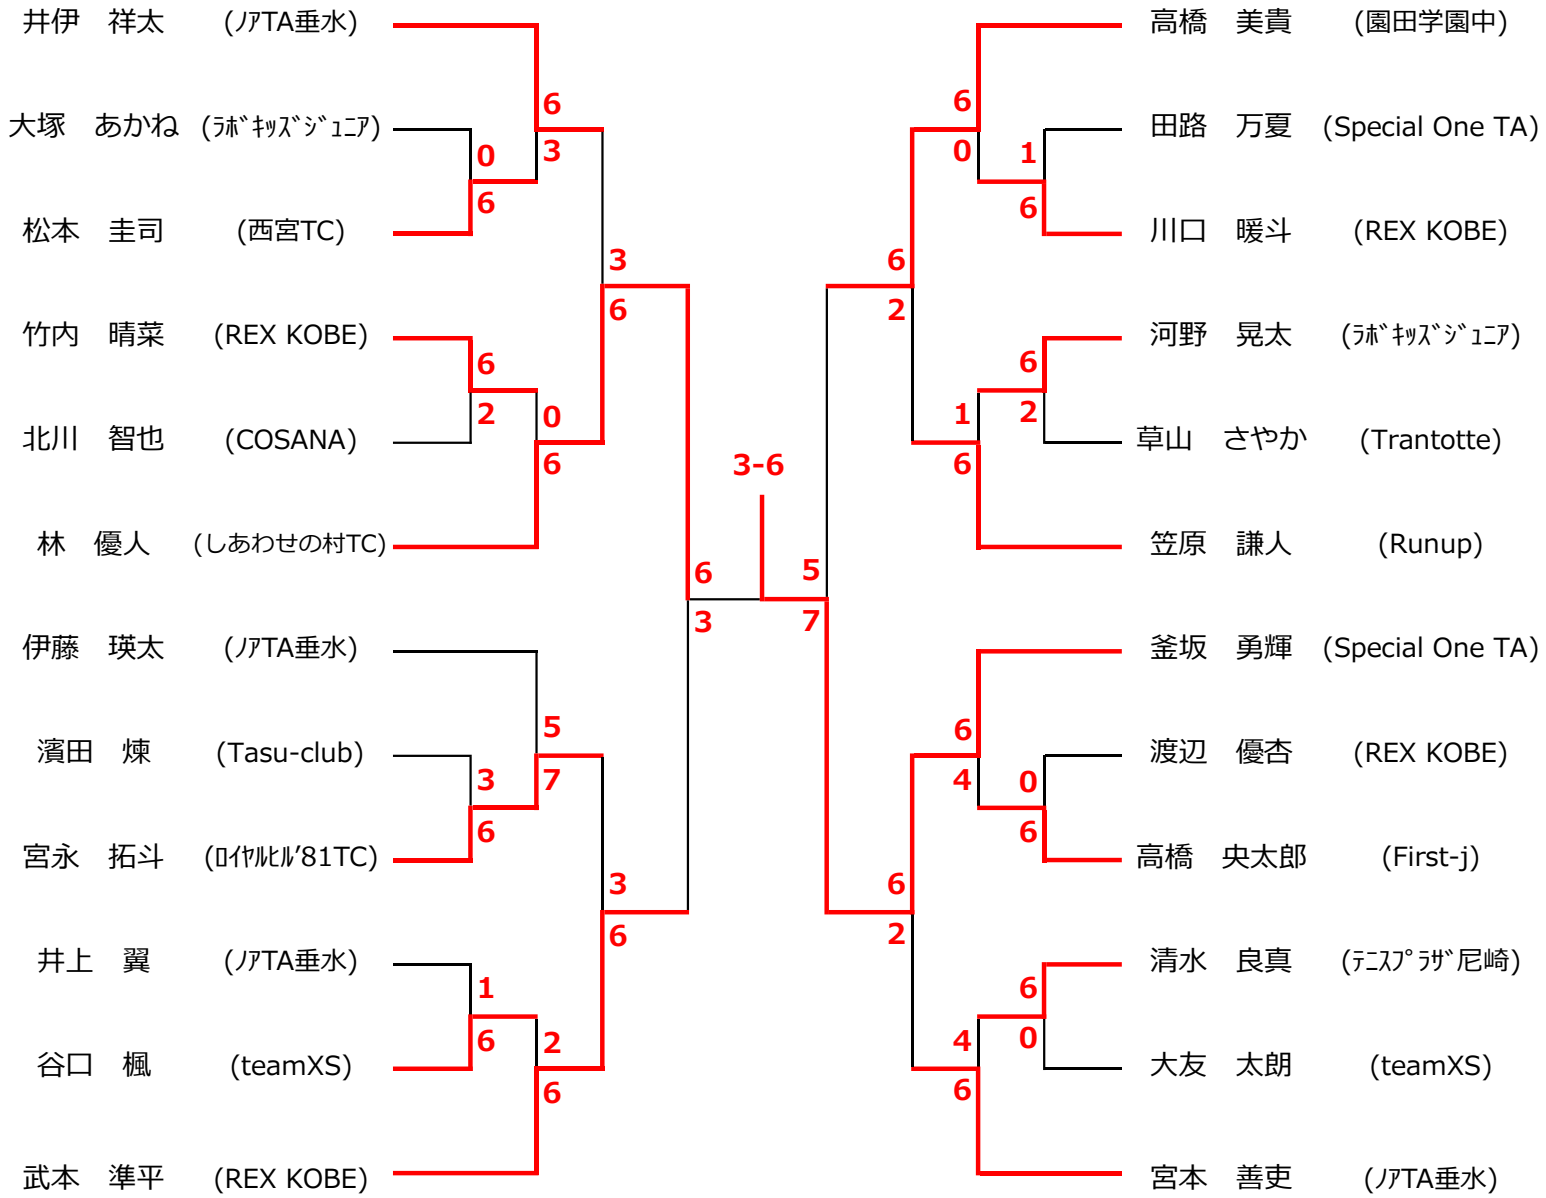 井伊　祥太　(ﾉｱTA垂水)
大塚　あかね　(ﾗﾎﾞｷｯｽﾞｼﾞｭﾆｱ)
松本　圭司　(西宮TC)
竹内　晴菜　(REX KOBE)
北川　智也　(COSANA)
林　優人　(しあわせの村TC)
伊藤　瑛太　(ﾉｱTA垂水)
濱田　煉　(Tasu-club)
宮永　拓斗　(ﾛｲﾔﾙﾋﾙ’81TC)
井上　翼　(ﾉｱTA垂水)
谷口　楓　(teamXS)
武本　準平　(REX KOBE)
0
6
6
2
3
6
1
6
6
3
0
6
5
7
2
6
3
6
3
6
6
3
3-6
5
7
6
2
6
2
6
0
1
6
6
4
4
6
1
6
6
2
0
6
6
0
高橋　美貴　(園田学園中)
田路　万夏　(Special One TA)
川口　暖斗　(REX KOBE)
河野　晃太　(ﾗﾎﾞｷｯｽﾞｼﾞｭﾆｱ)
草山　さやか　(Trantotte)
笠原　謙人　(Runup)
釜坂　勇輝　(Special One TA)
渡辺　優杏　(REX KOBE)
高橋　央太郎　(First-j)
清水　良真　(ﾃﾆｽﾌﾟﾗｻﾞ尼崎)
大友　太朗　(teamXS)
宮本　善吏　(ﾉｱTA垂水)